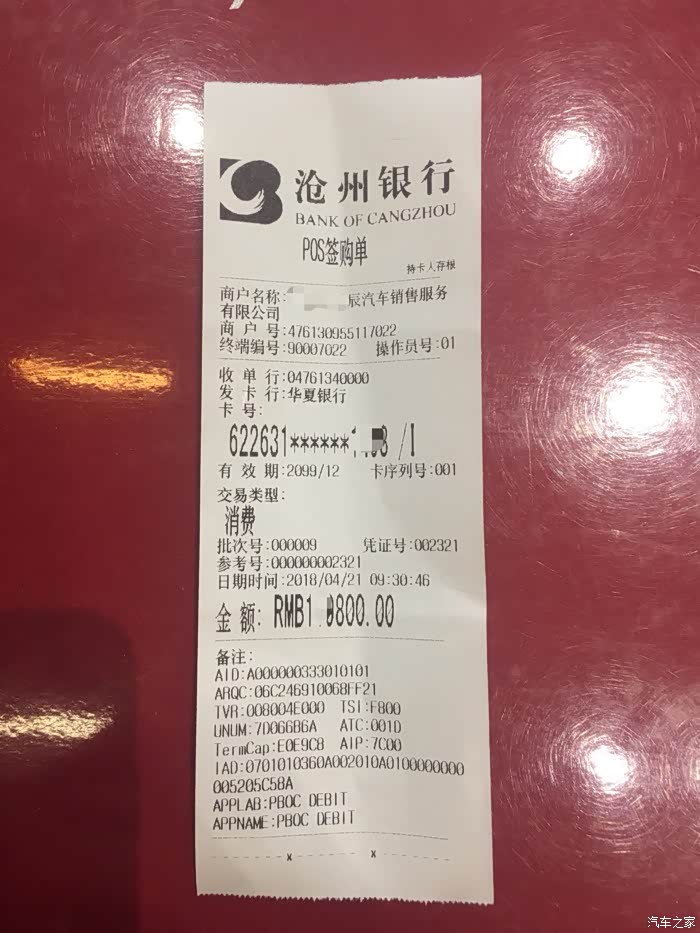 沧州银行
BANK OF CANGZHOU
POS签购单
持卡人存根
商户名称: 辰汽车销售服务
有限公司
商 户 号:476130955117022
终端编号:90007022 操作员号:01
收 单 行:04761340000
发 卡 行:华夏银行
卡 号:
622631****** /I
有 效 期:2099/12 卡序列号:001
交易类型:
消费
批次号:000009 凭证号:002321
参考号:000000002321
日期时间:2018/04/21 09:30:46
金 额:
备注:
AID:A000000333010101
ARQC:06C246910068FF21
TVR:008004E000 TSI:F800
UNUM:7D066B6A ATC:001D
TermCap:E0E9C8 AIP:7C00
IAD:0701010360A002010A0100000000
005205C58A
APPLAB:PBOC DEBIT
APPNAME:PBOC DEBIT
x x
汽车之家